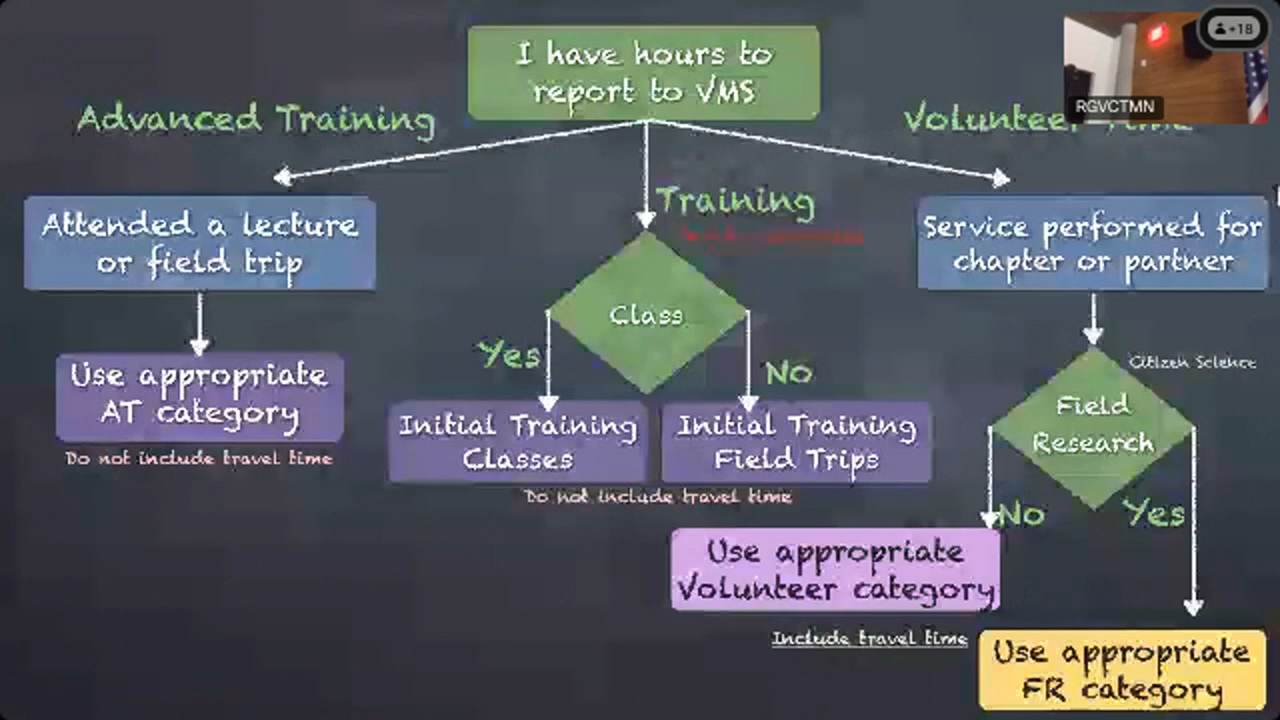 I have hours to
report to VMS
+18
RGVCTMN
Advanced Training
Volunteer Time
Training
Attended a lecture
or field trip
Service performed for
chapter or partner
Class
Citizen Science
Yes
No
Use appropriate
AT category
Do not include travel time
Initial Training
Classes
Initial Training
Field Trips
Do not include travel time
Field
Research
No
Yes
Use appropriate
Volunteer category
Include travel time
Use appropriate
FR category